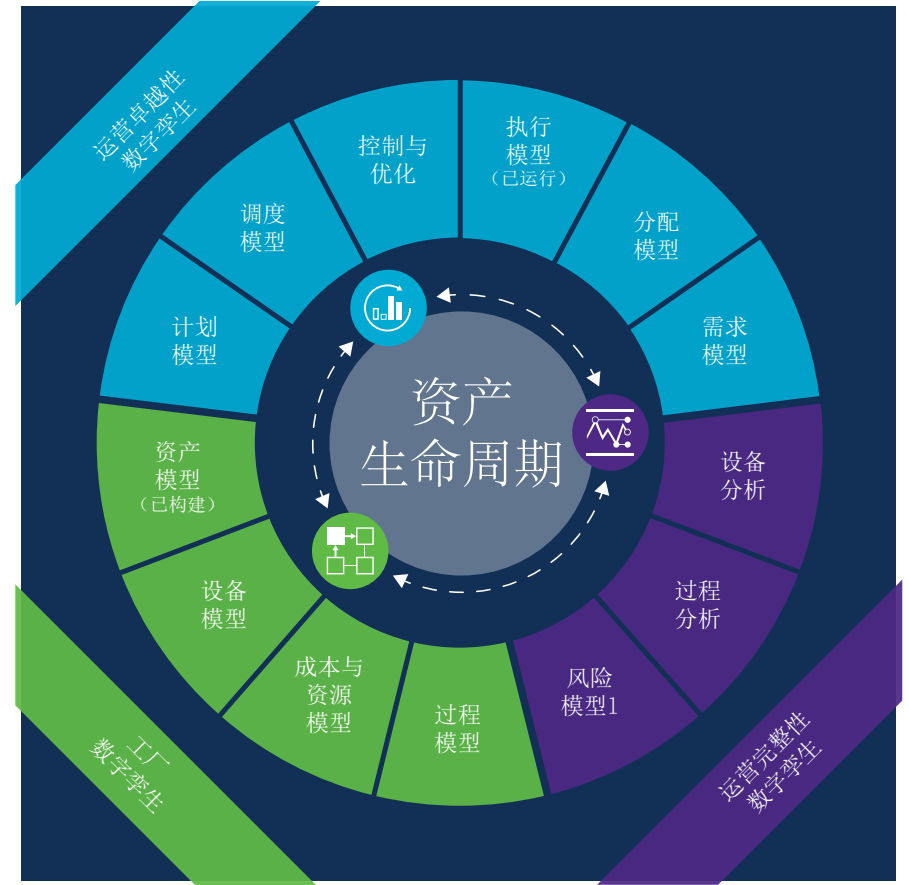 运营卓越性
数字孪生
控制与
优化
执行
模型
（已运行）
调度
模型
分配
模型
计划
模型
需求
模型
资产
生命周期
资产
模型
（已构建）
设备
分析
设备
模型
过程
分析
成本与
资源
模型
过程
模型
风险
模型1
工厂
数字孪生
运营完整性
数字孪生